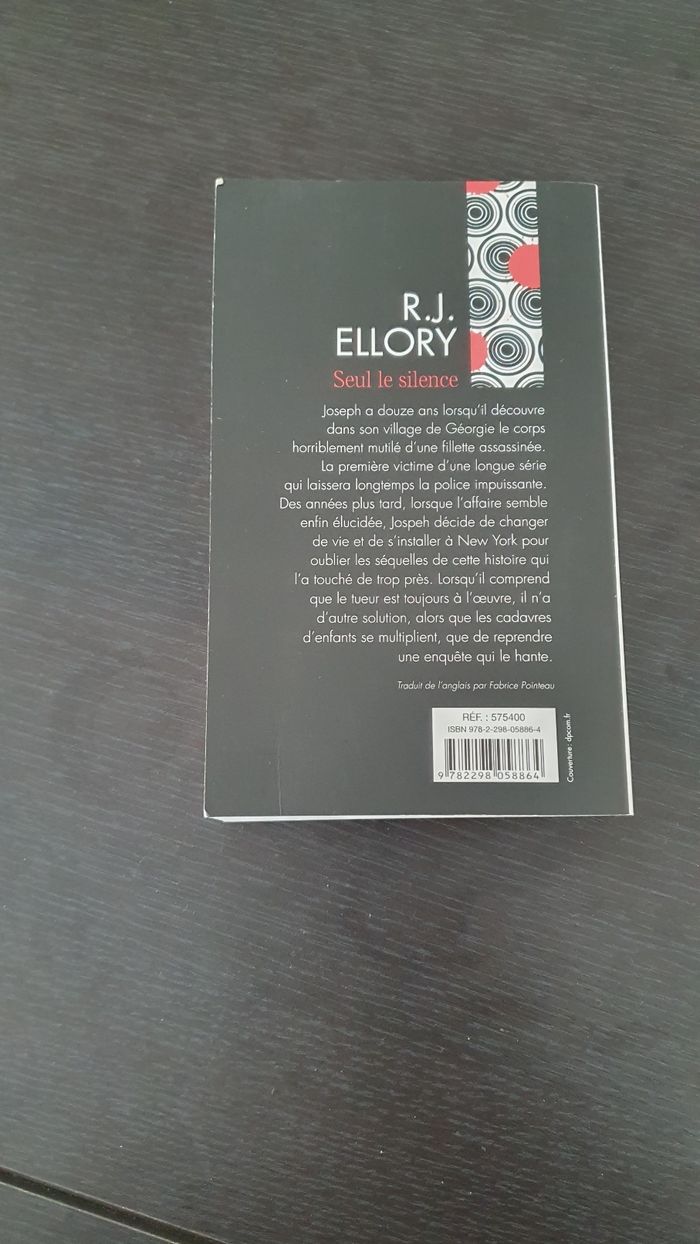 R.J.
ELLORY
Seul le silence
Joseph a douze ans lorsqu'il découvre
dans son village de Géorgie le corps
horriblement mutilé d'une fillette assassinée.
La première victime d'une longue série
qui laissera longtemps la police impuissante.
Des années plus tard, lorsque l'affaire semble
enfin élucidée, Jospeh décide de changer
de vie et de s'installer à New York pour
oublier les séquelles de cette histoire qui
l'a touché de trop près. Lorsqu'il comprend
que le tueur est toujours à l'œuvre, il n'a
d'autre solution, alors que les cadavres
d'enfants se multiplient, que de reprendre
une enquête qui le hante.
Traduit de l'anglais par Fabrice Pointeau
RÉF. : 575400
ISBN 978-2-298-05886-4
9 782298 058864
Couverture : dpcom.fr